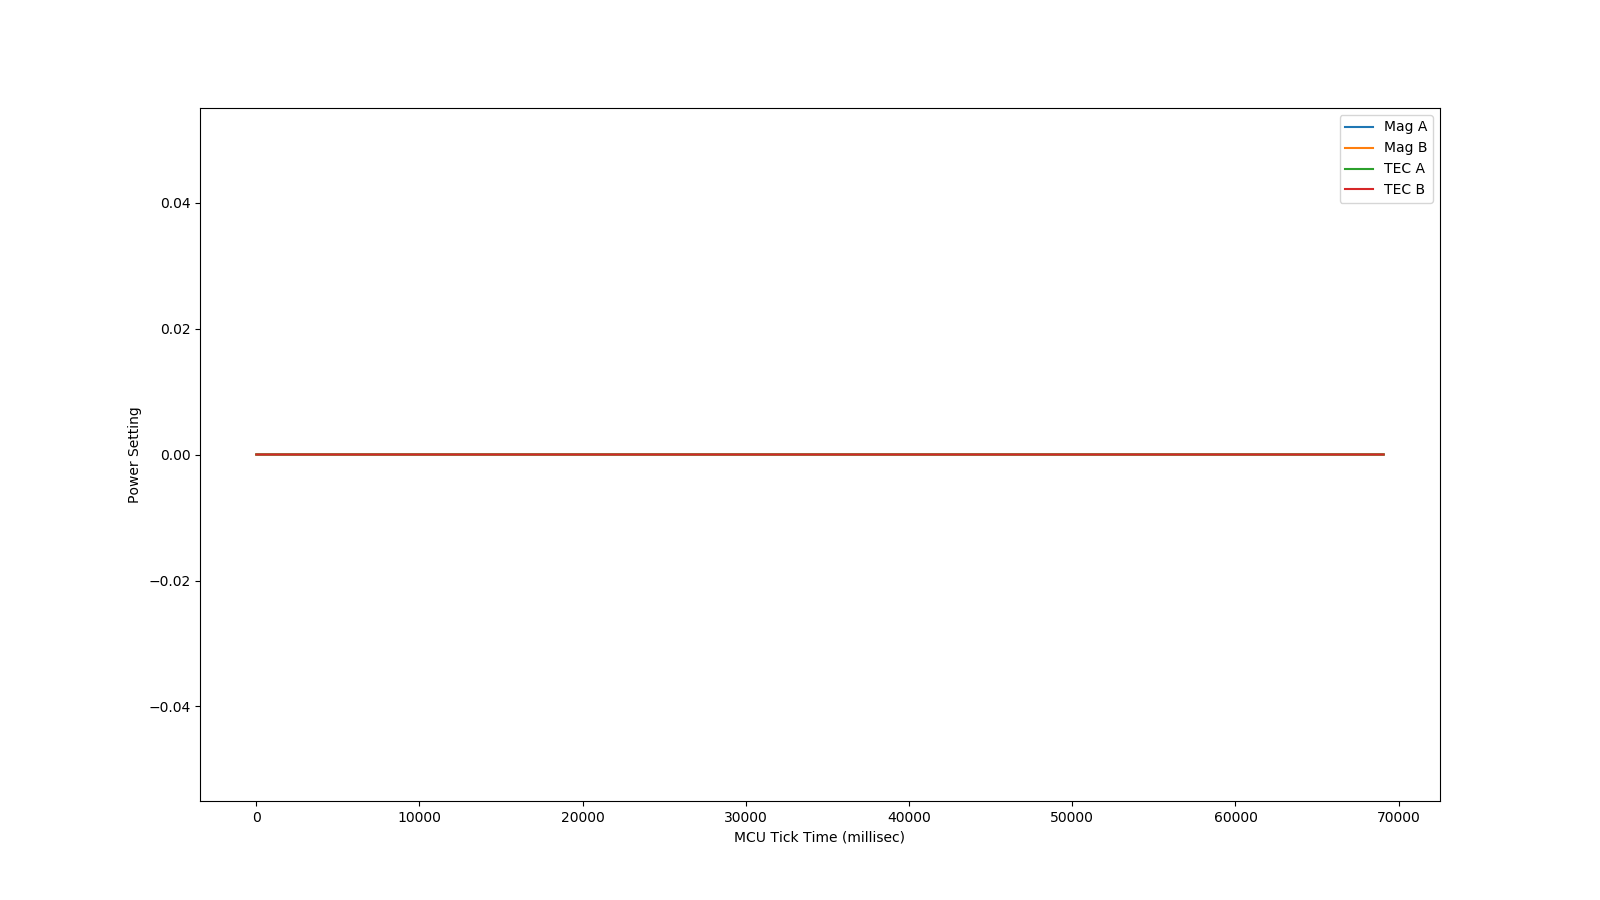 Mag A
Mag B
TEC A
TEC B
0.04
0.02
0.00
−0.02
−0.04
Power Setting
0 10000 20000 30000 40000 50000 60000 70000
MCU Tick Time (millisec)